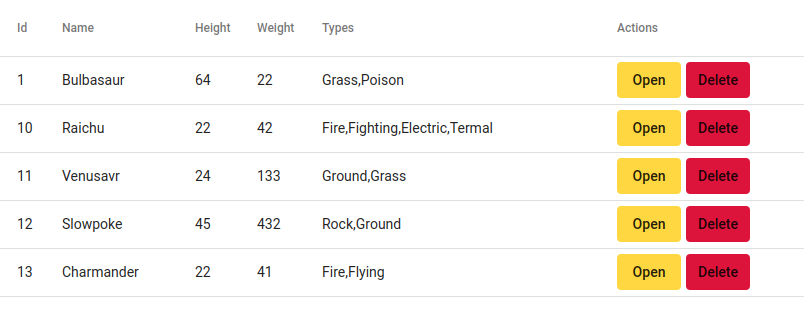 Id Name Height Weight Types Actions
1 Bulbasaur 64 22 Grass,Poison Open Delete
10 Raichu 22 42 Fire,Fighting,Electric,Termal Open Delete
11 Venusavr 24 133 Ground,Grass Open Delete
12 Slowpoke 45 432 Rock,Ground Open Delete
13 Charmander 22 41 Fire,Flying Open Delete